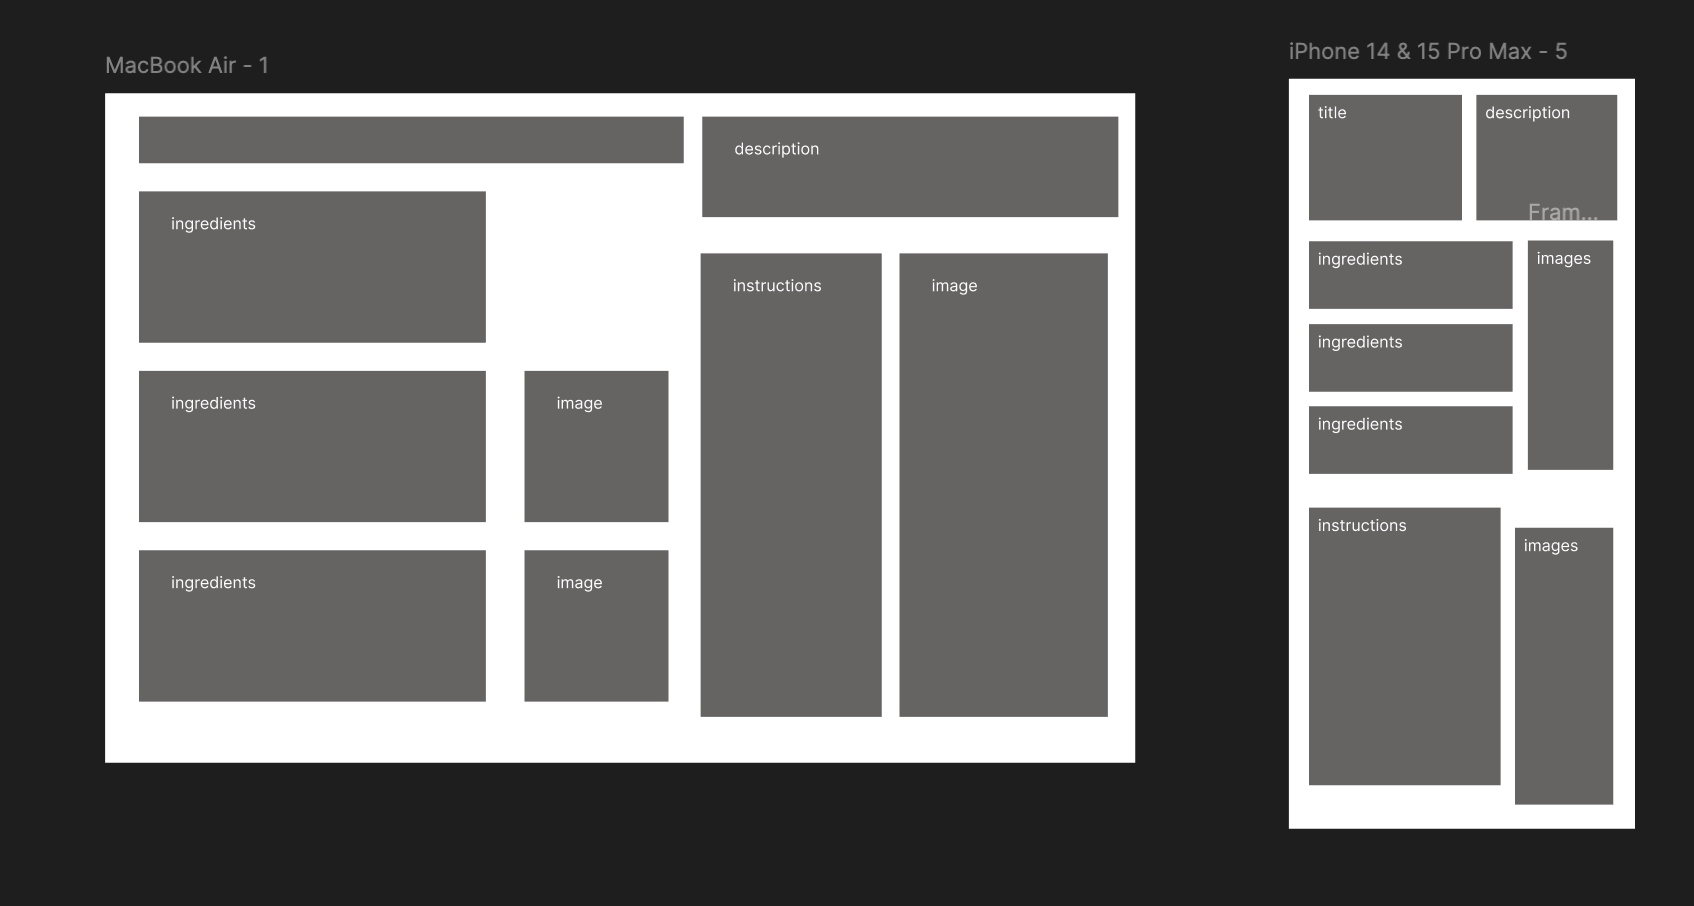 MacBook Air - 1
description
ingredients
instructions
image
ingredients
image
ingredients
image
iPhone 14 & 15 Pro Max - 5
title
description
Fram...
ingredients
images
ingredients
ingredients
instructions
images